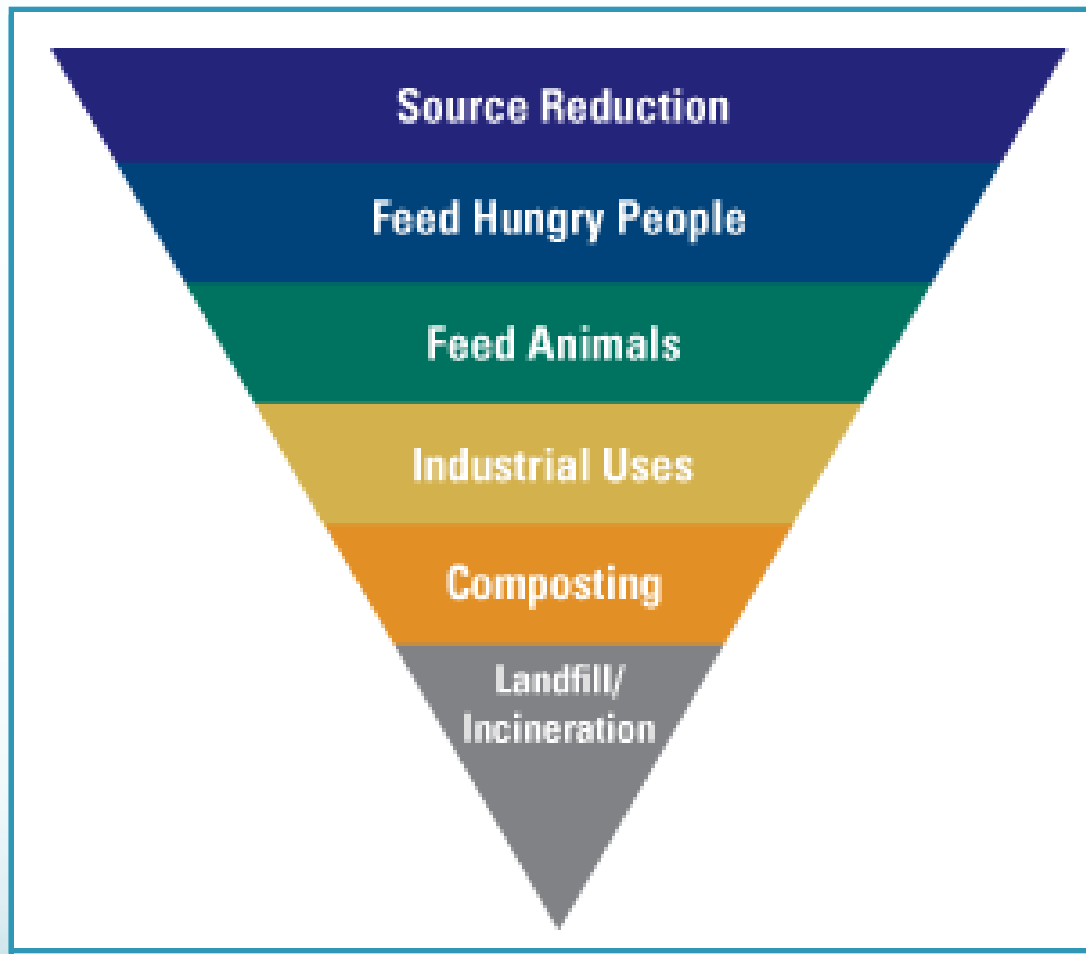 Source Reduction
Feed Hungry People
Feed Animals
Industrial Uses
Composting
Landfill/
Incineration